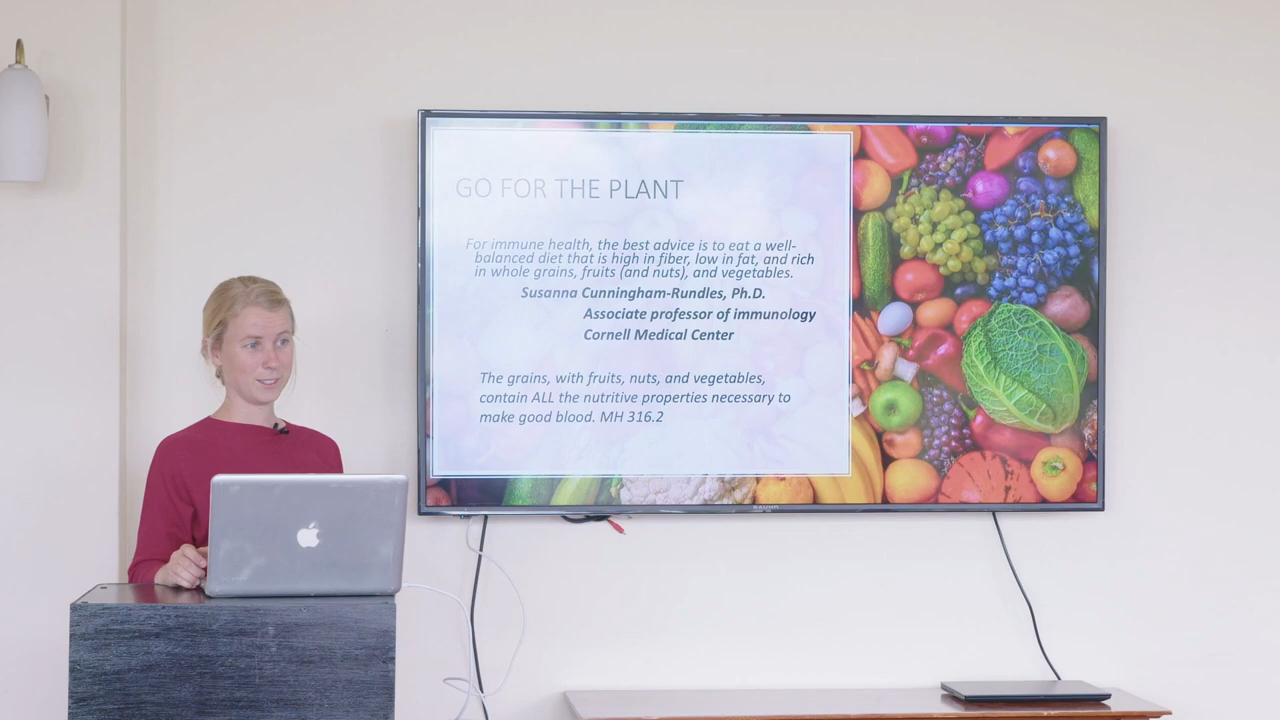 GO FOR THE PLANT
For immune health, the best advice is to eat a well-
balanced diet that is high in fiber, low in fat, and rich
in whole grains, fruits (and nuts), and vegetables.
Susanna Cunningham-Rundles, Ph.D.
Associate professor of immunology
Cornell Medical Center
The grains, with fruits, nuts, and vegetables,
contain ALL the nutritive properties necessary to
make good blood. MH 316.2